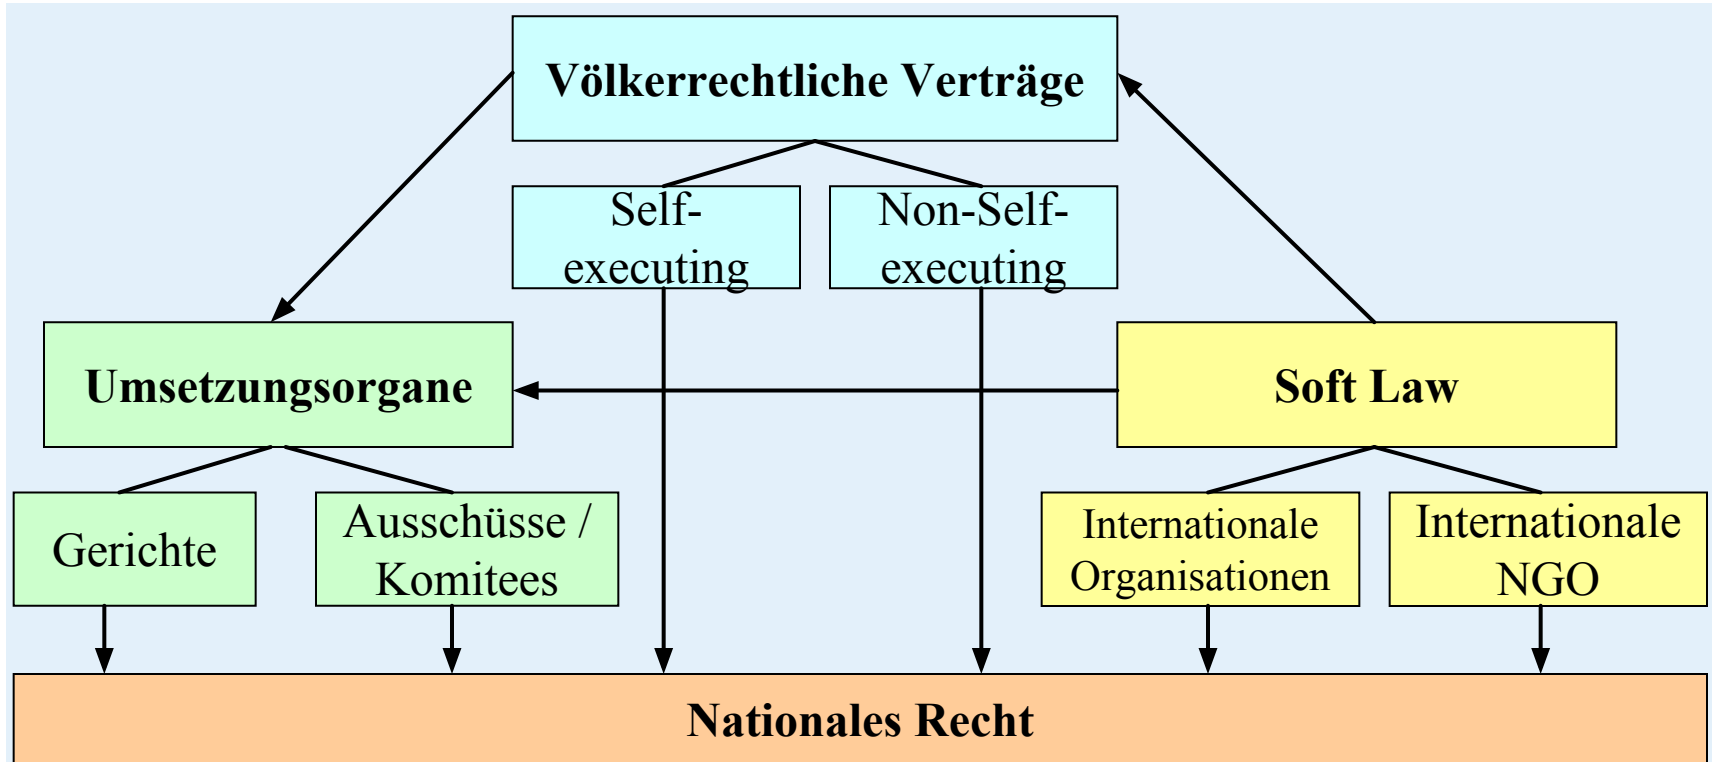 Völkerrechtliche Verträge
Self-
executing
Non-Self-
executing
Umsetzungsorgane
Soft Law
Gerichte
Ausschüsse /
Komitees
Internationale
Organisationen
Internationale
NGO
Nationales Recht